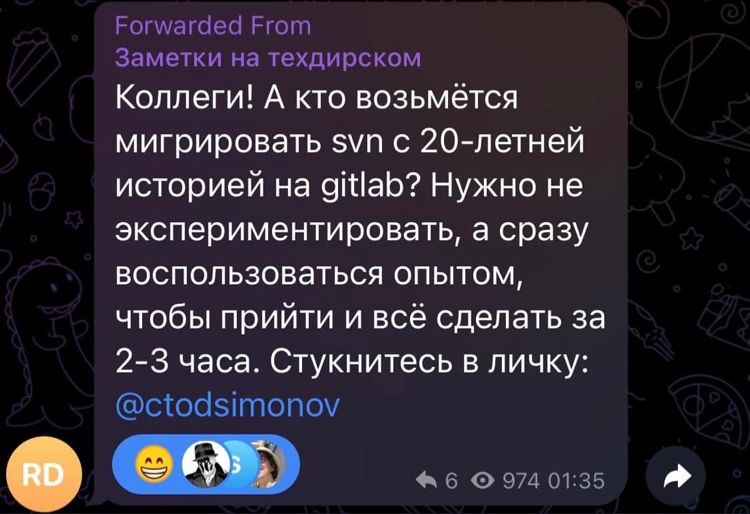 Forwarded From
Заметки на техдирском
Коллеги! А кто возьмётся
мигрировать svn с 20-летней
историей на gitlab? Нужно не
экспериментировать, а сразу
воспользоваться опытом,
чтобы прийти и всё сделать за
2-3 часа. Стукнитесь в личку:
@ctodsimonov
RD
S
6 974 01:35